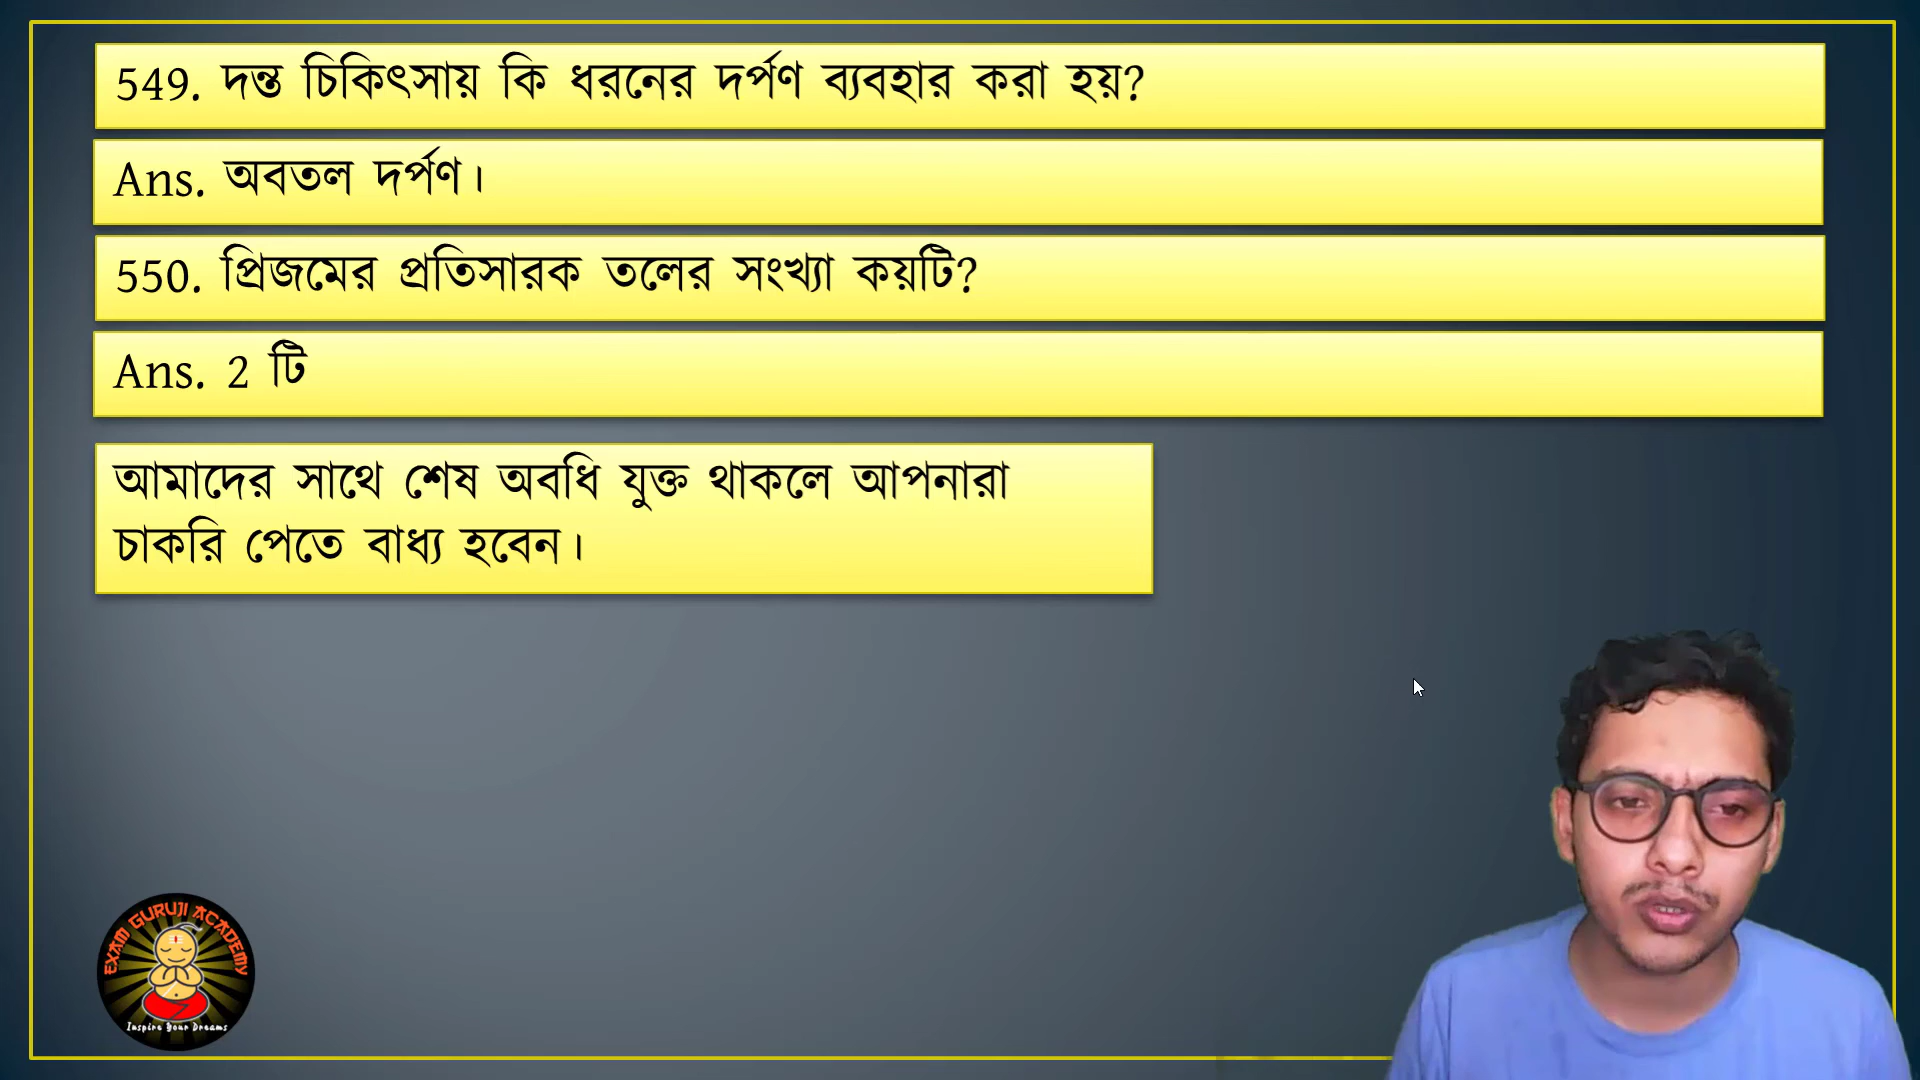 549. দন্ত চিকিৎসায় কি ধরনের দর্পণ ব্যবহার করা হয়?
Ans. অবতল দর্পণ।
550. প্রিজমের প্রতিসারক তলের সংখ্যা কয়টি?
Ans. 2 টি
আমাদের সাথে শেষ অবধি যুক্ত থাকলে আপনারা
চাকরি পেতে বাধ্য হবেন।
EXAM GURUJI ACADEMY
Inspire Your Dreams